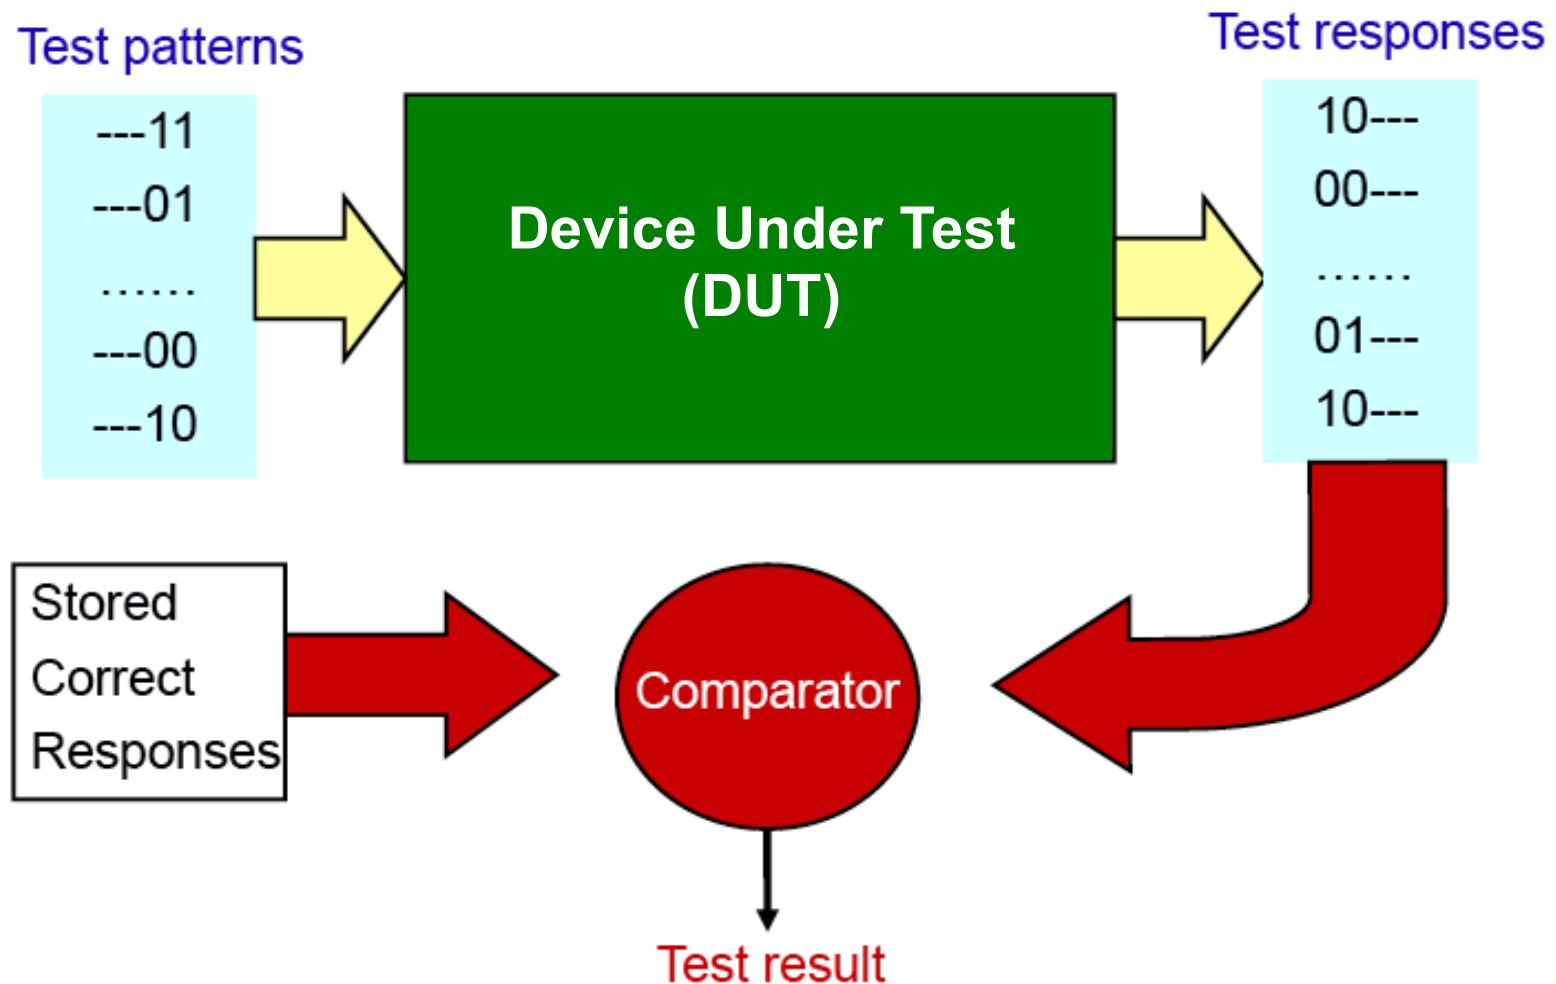 Test patterns
---11
---01
......
---00
---10
Device Under Test
(DUT)
Test responses
10---
00---
......
01---
10---
Stored
Correct
Responses
Comparator
Test result